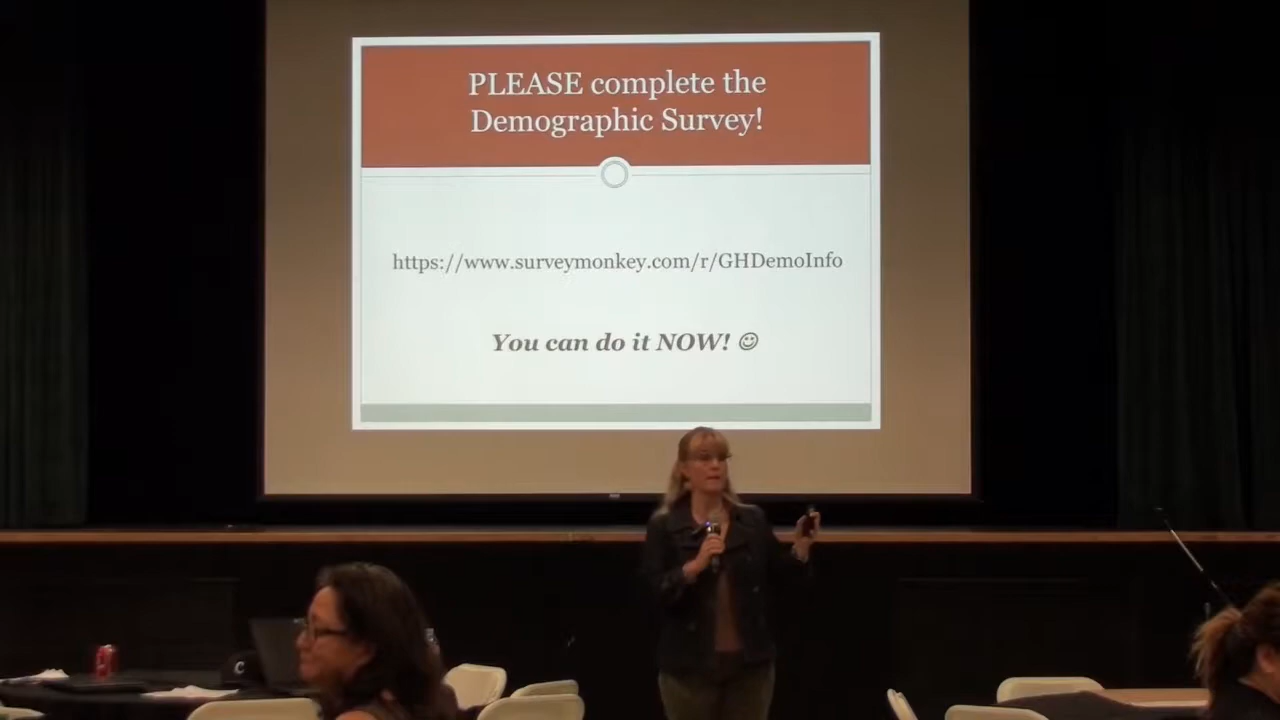 PLEASE complete the
Demographic Survey!
https://www.surveymonkey.com/r/GHDemoInfo
You can do it NOW! ☺
C